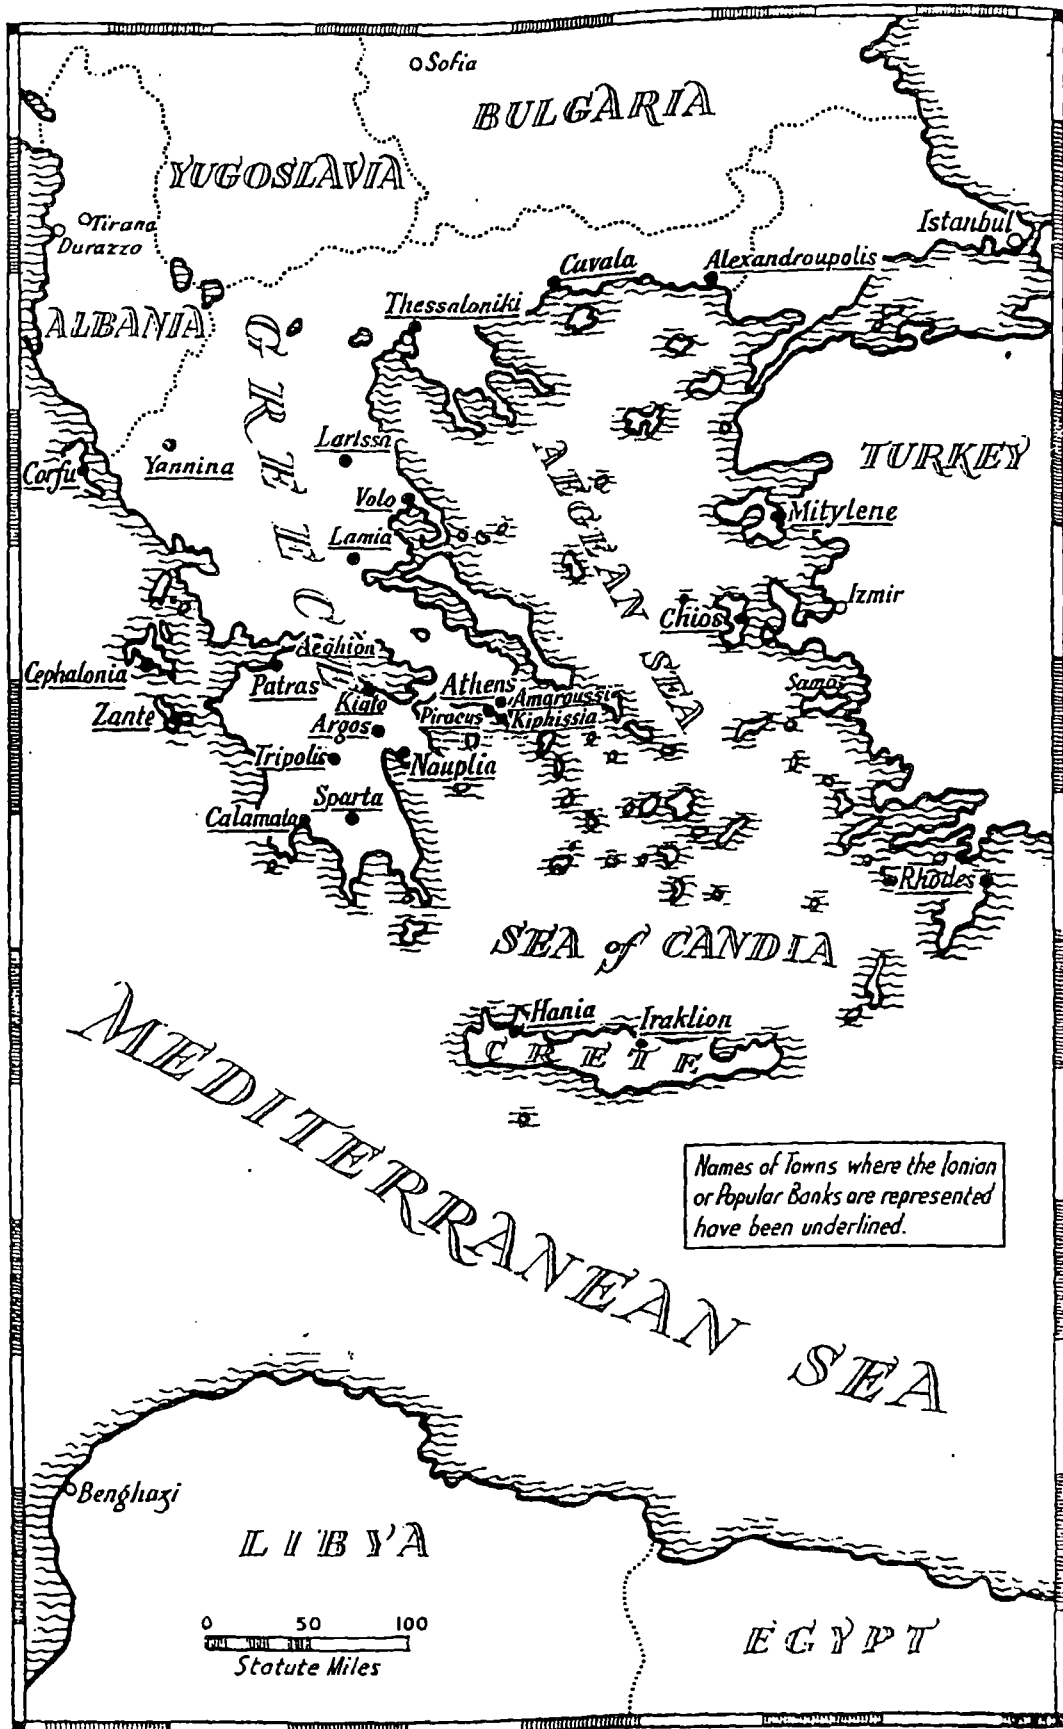 Sofia
BULGARIA
YUGOSLAVIA
Tirana
Durazzo
Istanbul
Cavala
Alexandroupolis
Thessaloniki
ALBANIA
GREECE
Larissa
Yannina
Corfu
TURKEY
AEGEAN SEA
Volo
Mitylene
Lamia
Izmir
Chios
Aeghion
Cephalonia
Patras
Athens
Samos
Kiato
Amaroussi
Zante
Piraeus
Kiphissia
Argos
Tripolis
Nauplia
Sparta
Calamata
Rhodes
SEA of CANDIA
Hania
Iraklion
CRETE
MEDITERRANEAN SEA
Names of Towns where the Ionian
or Popular Banks are represented
have been underlined.
Benghazi
LIBYA
EGYPT
0 50 100
Statute Miles